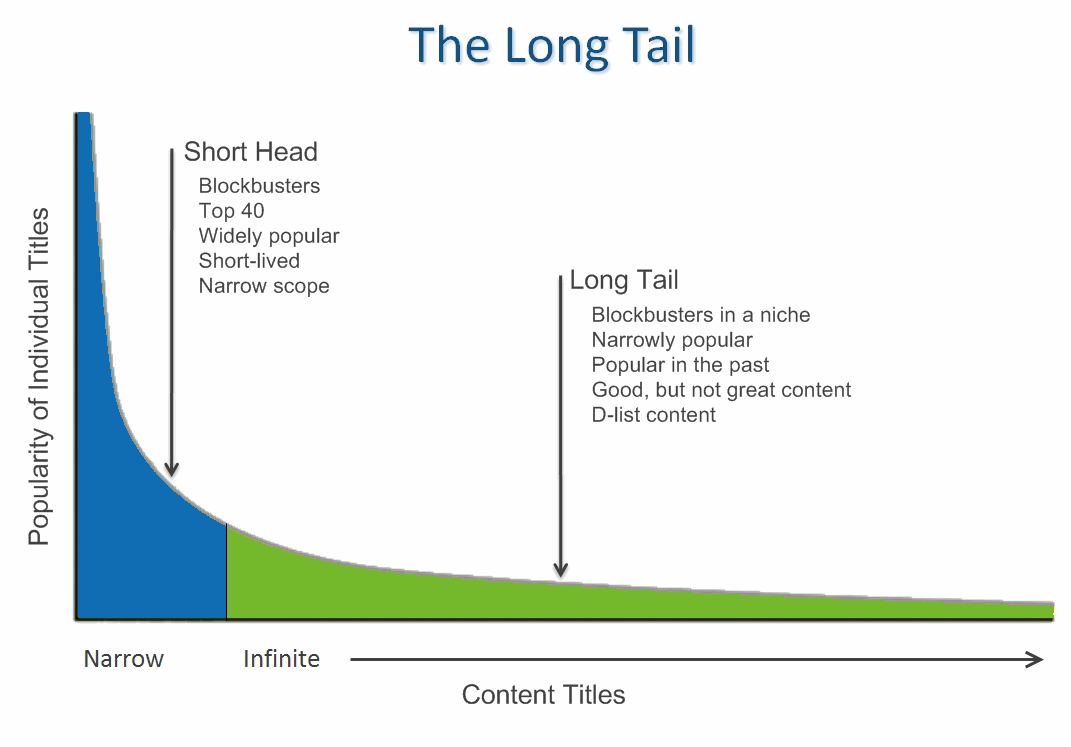 The Long Tail
Popularity of Individual Titles
Short Head
Blockbusters
Top 40
Widely popular
Short-lived
Narrow scope
Long Tail
Blockbusters in a niche
Narrowly popular
Popular in the past
Good, but not great content
D-list content
Narrow
Infinite
Content Titles